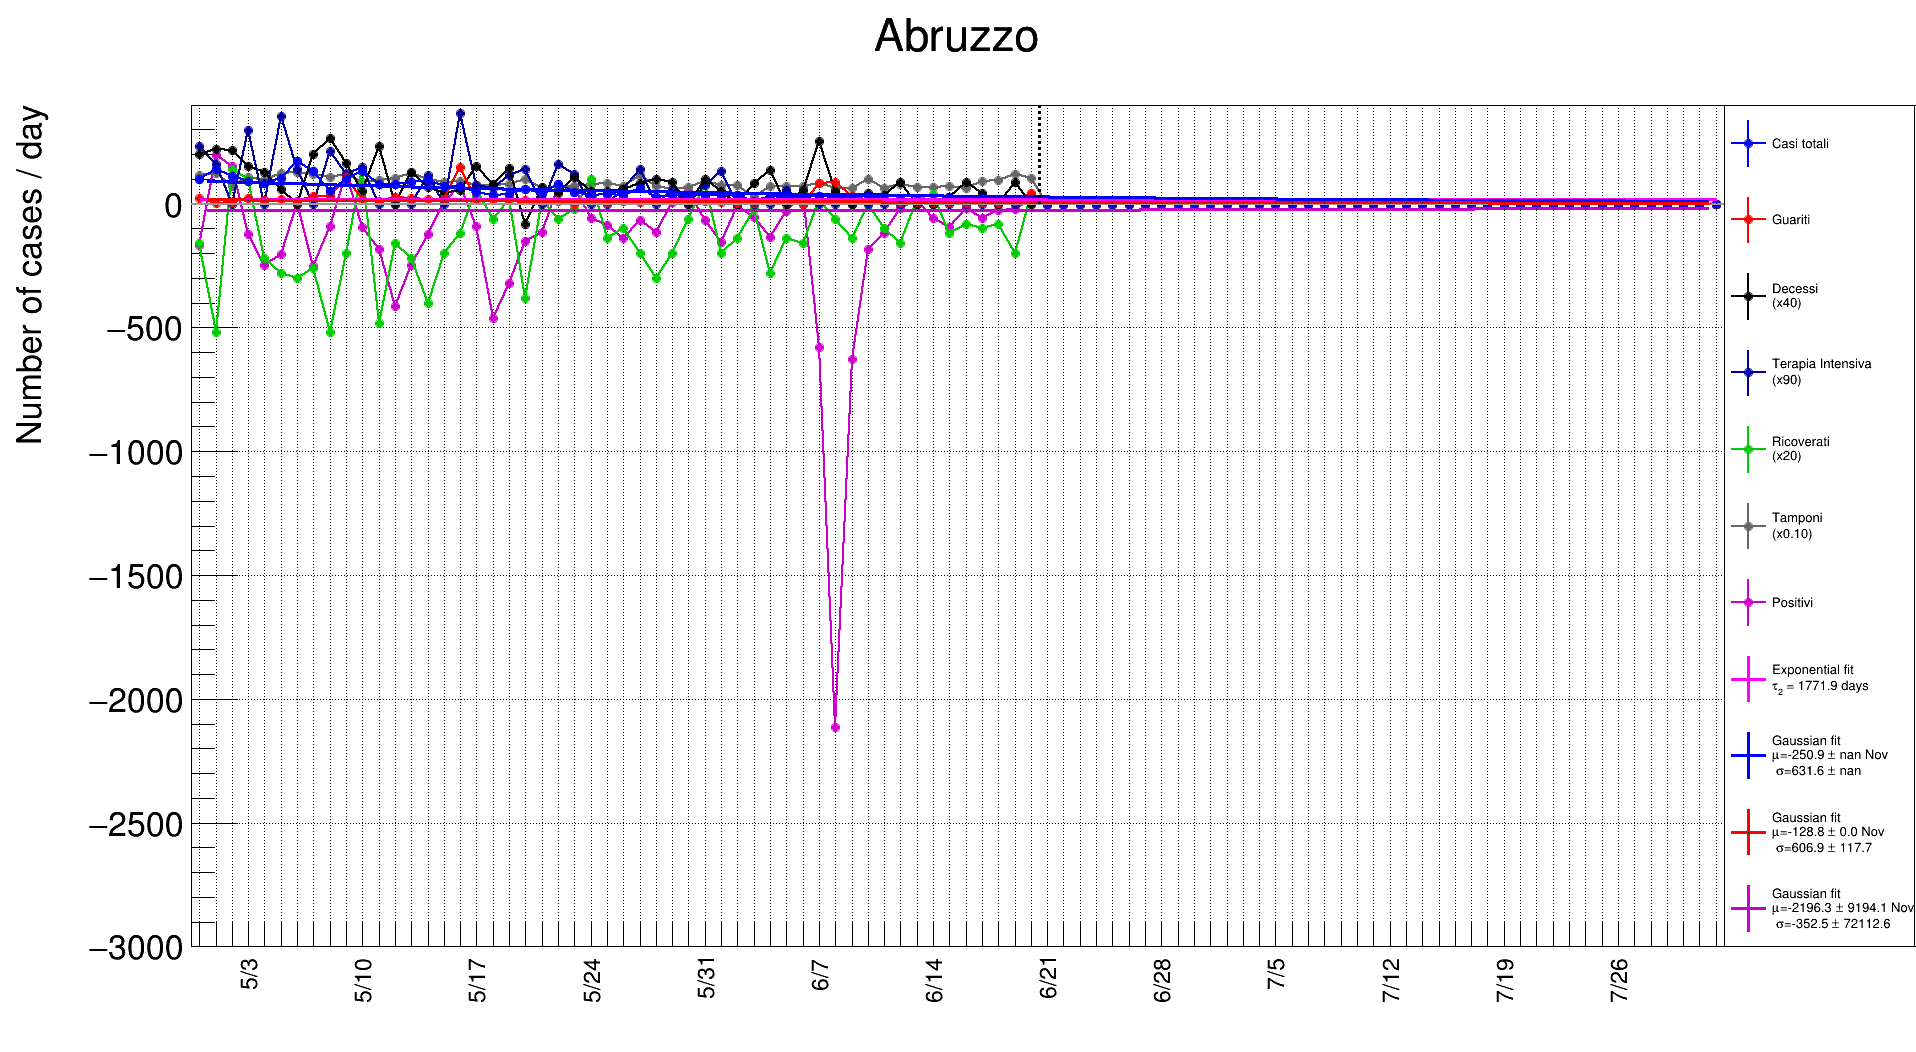 Abruzzo
Number of cases / day
0
−500
−1000
−1500
−2000
−2500
−3000
5/3
5/10
5/17
5/24
5/31
6/7
6/14
6/21
6/28
7/5
7/12
7/19
7/26
Casi totali
Guariti
Decessi
(x40)
Terapia Intensiva
(x90)
Ricoverati
(x20)
Tamponi
(x0.10)
Positivi
Exponential fit
τ2 = 1771.9 days
Gaussian fit
μ=-250.9 ± nan Nov
σ=631.6 ± nan
Gaussian fit
μ=-128.8 ± 0.0 Nov
σ=606.9 ± 117.7
Gaussian fit
μ=-2196.3 ± 9194.1 Nov
σ=-352.5 ± 72112.6